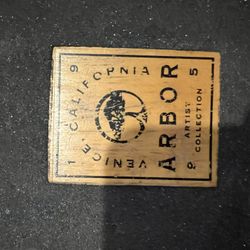 1 9
VENICE, CALIFORNIA
9 5
ARBOR
ARTIST
COLLECTION